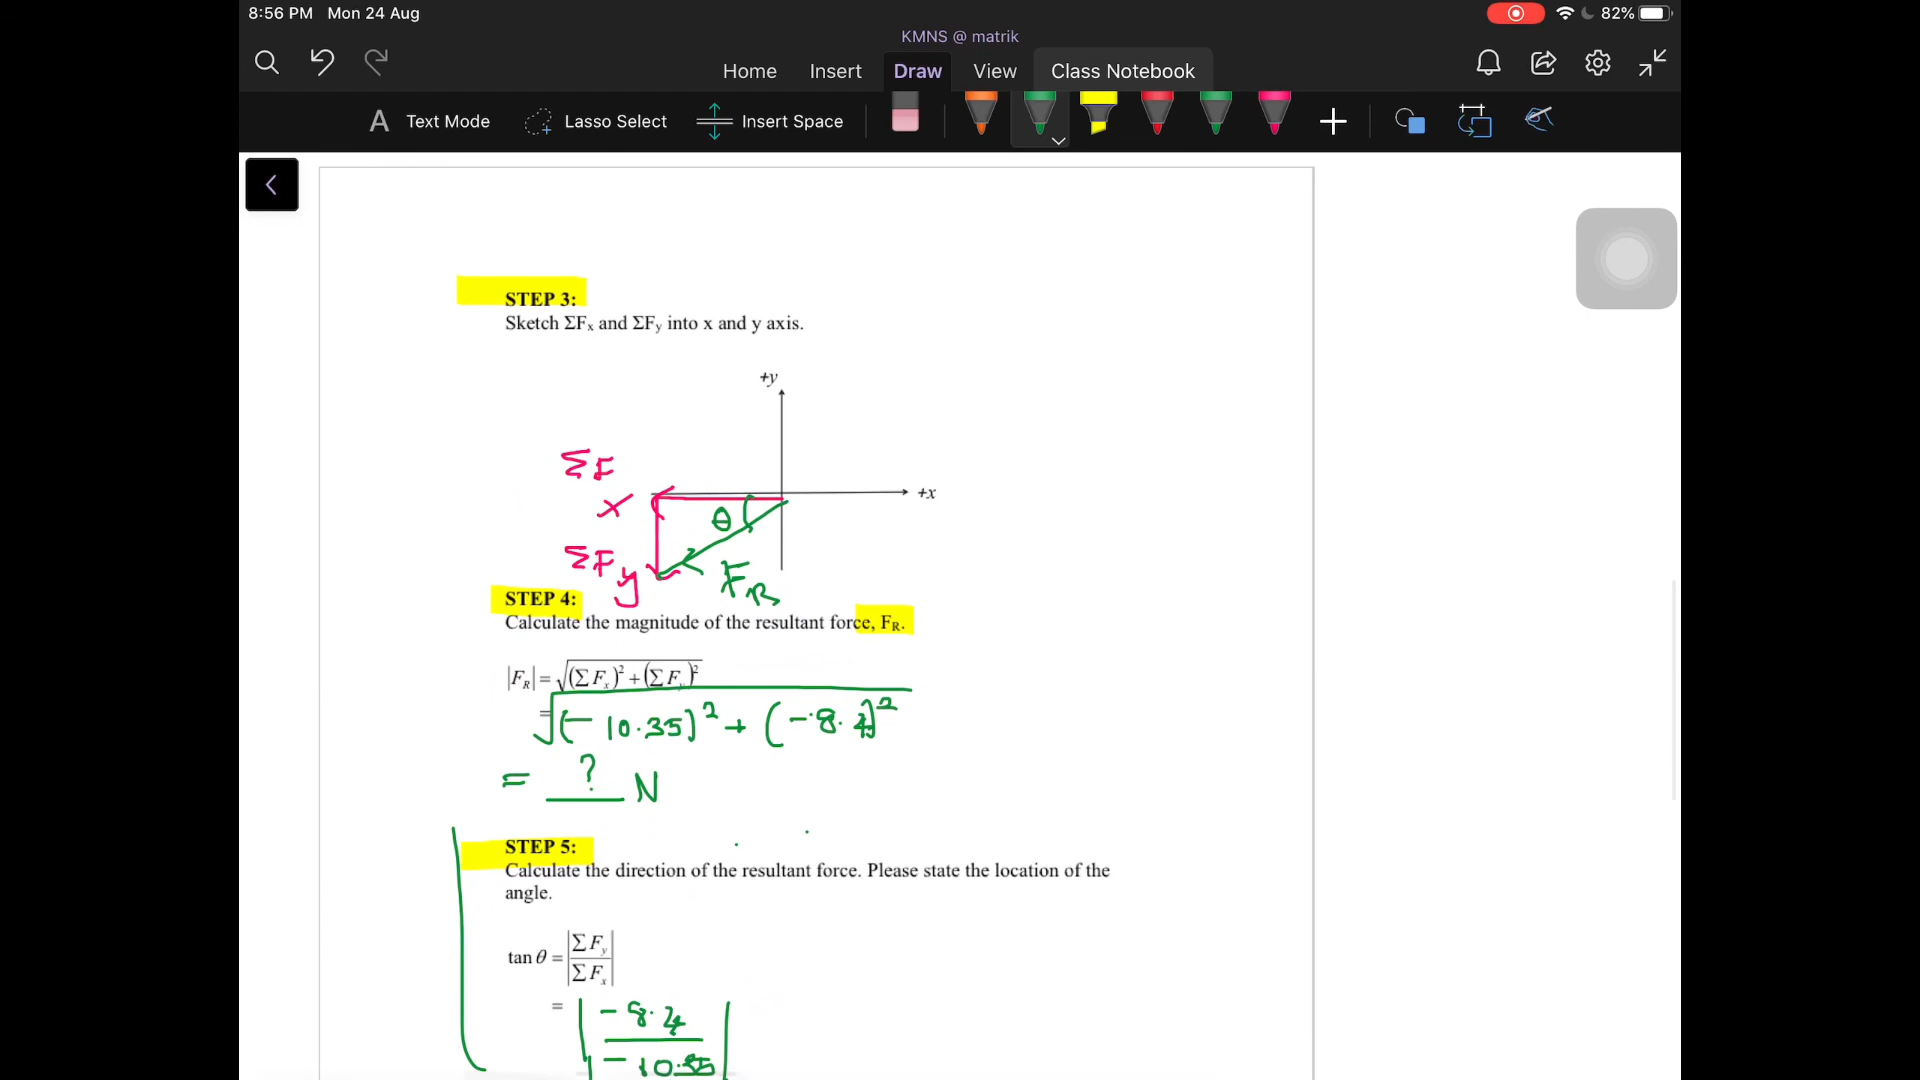 8:56 PM Mon 24 Aug 82%
KMNS @ matrik
Home Insert Draw View Class Notebook
A Text Mode Lasso Select Insert Space
STEP 3:
Sketch ΣFx and ΣFy into x and y axis.
+y
ΣF
x
+x
θ
ΣF
y
FR
STEP 4:
Calculate the magnitude of the resultant force, FR.
|FR| = √(ΣFx)² + (ΣFy)²
= √(-10.35)² + (-8.4)²
= ? N
STEP 5:
Calculate the direction of the resultant force. Please state the location of the
angle.
tan θ = |ΣFy| / |ΣFx|
= |-8.4 / -10.35|